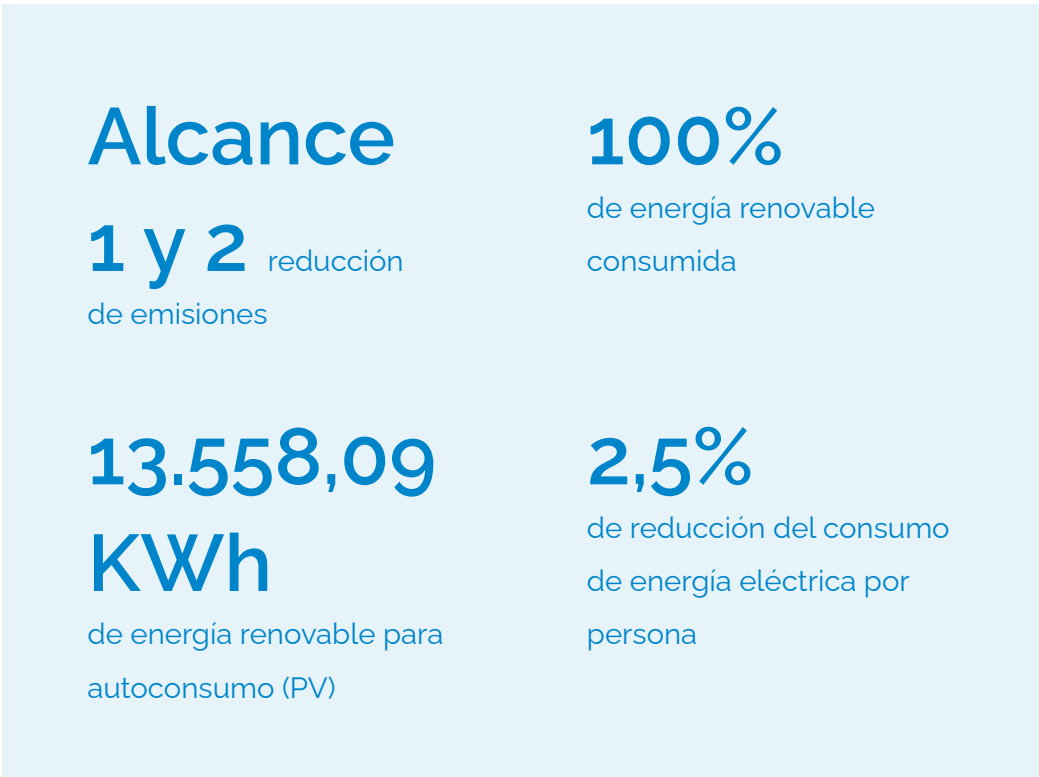 Alcance
1 y 2 reducción
de emisiones
100%
de energía renovable
consumida
13.558,09
KWh
de energía renovable para
autoconsumo (PV)
2,5%
de reducción del consumo
de energía eléctrica por
persona